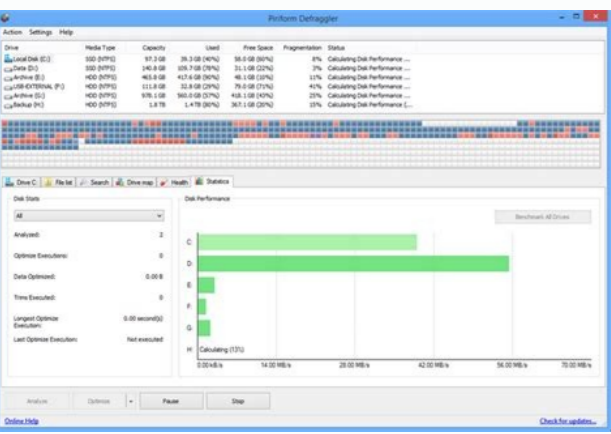 Piriform Defraggler
Action Settings Help
Drive Media Type Capacity Used Free Space Fragmentation Status
Local Disk (C:) SSD (NTFS) 97.3 GB 39.3 GB (40%) 58.0 GB (60%) 8% Calculating Disk Performance ...
Data (D:) SSD (NTFS) 140.8 GB 109.7 GB (78%) 31.1 GB (22%) 3% Calculating Disk Performance ...
Archive (E:) HDD (NTFS) 465.8 GB 417.6 GB (90%) 48.1 GB (10%) 11% Calculating Disk Performance ...
USB-EXTERNAL (F:) HDD (NTFS) 111.8 GB 32.8 GB (29%) 79.0 GB (71%) 41% Calculating Disk Performance ...
Archive (G:) HDD (NTFS) 978.1 GB 560.0 GB (57%) 418.1 GB (43%) 25% Calculating Disk Performance ...
Backup (H:) HDD (NTFS) 1.8 TB 1.4 TB (80%) 367.1 GB (20%) 15% Calculating Disk Performance (...
Drive C File list Search Drive map Health Statistics
Disk Stats Disk Performance
All Benchmark All Drives
Analyzed: 2
C:
Optimize Executions: 0
D:
Data Optimized: 0.00 B
E:
Trims Executed: 0
F:
Longest Optimize Execution: 0.00 second(s)
G:
Last Optimize Execution: Not executed
H: Calculating (13%)
0.00 kB/s 14.00 MB/s 28.00 MB/s 42.00 MB/s 56.00 MB/s 70.00 MB/s
Analyze Optimize Pause Stop
Online Help Check for updates...